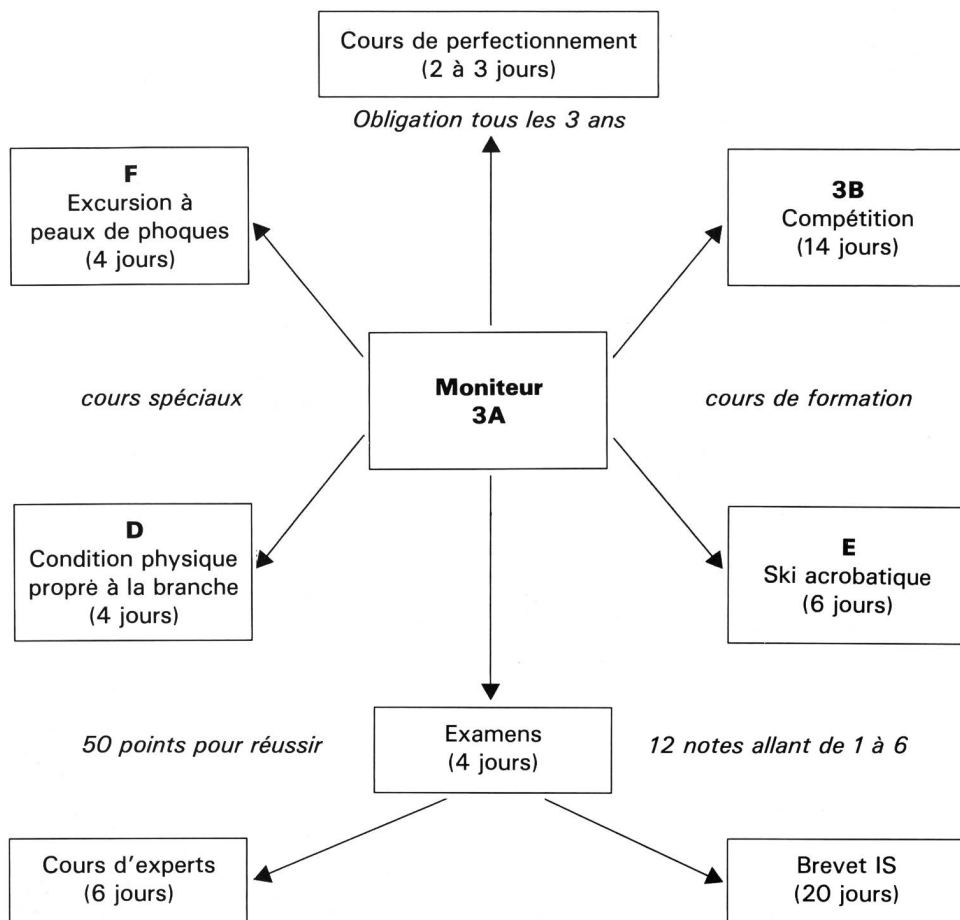 Cours de perfectionnement
(2 à 3 jours)
Obligation tous les 3 ans
F
Excursion à
peaux de phoques
(4 jours)
3B
Compétition
(14 jours)
cours spéciaux
Moniteur
3A
cours de formation
D
Condition physique
propre à la branche
(4 jours)
E
Ski acrobatique
(6 jours)
50 points pour réussir
Examens
(4 jours)
12 notes allant de 1 à 6
Cours d'experts
(6 jours)
Brevet IS
(20 jours)